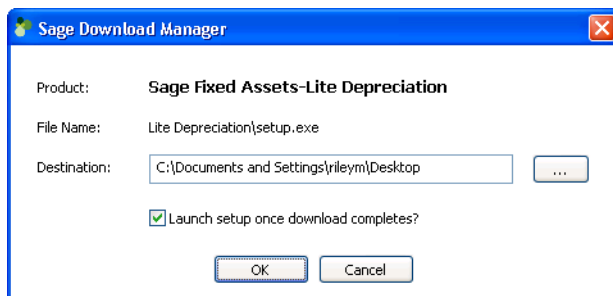 Sage Download Manager
Product: Sage Fixed Assets-Lite Depreciation
File Name: Lite Depreciation\setup.exe
Destination: C:\Documents and Settings\rileym\Desktop ...
Launch setup once download completes?
OK Cancel